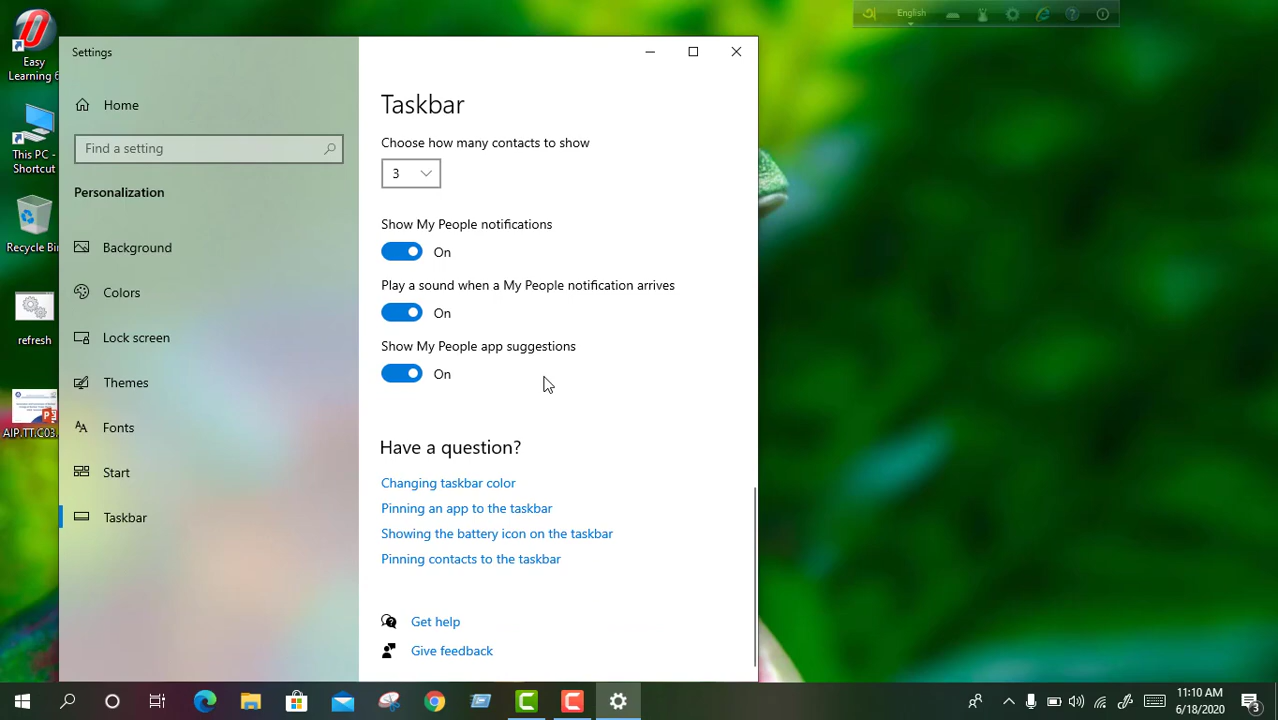 English
Easy
Learning 6
This PC -
Shortcut
Recycle Bin
refresh
AIP.TT.C03.
Settings
Home
Find a setting
Personalization
Background
Colors
Lock screen
Themes
Fonts
Start
Taskbar
Taskbar
Choose how many contacts to show
3
Show My People notifications
On
Play a sound when a My People notification arrives
On
Show My People app suggestions
On
Have a question?
Changing taskbar color
Pinning an app to the taskbar
Showing the battery icon on the taskbar
Pinning contacts to the taskbar
Get help
Give feedback
11:10 AM
6/18/2020
3